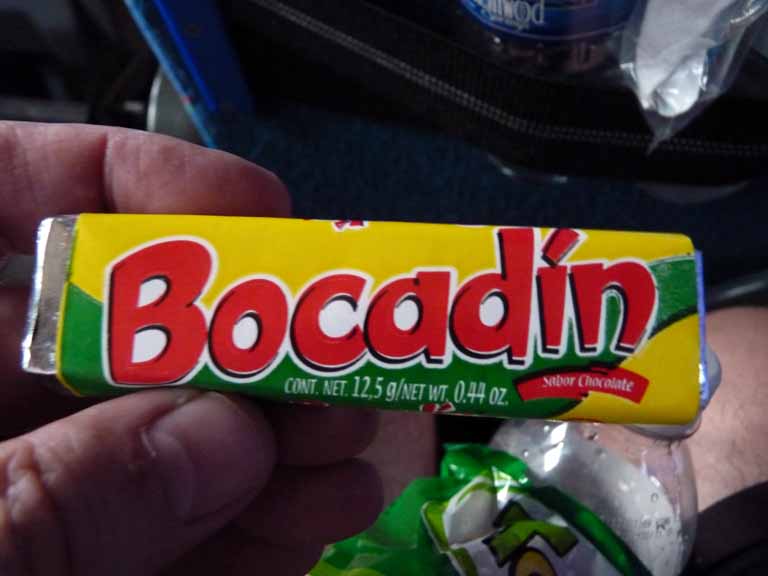 Bocadín
CONT. NET. 12,5 g/NET WT. 0.44 oz.
Sabor Chocolate